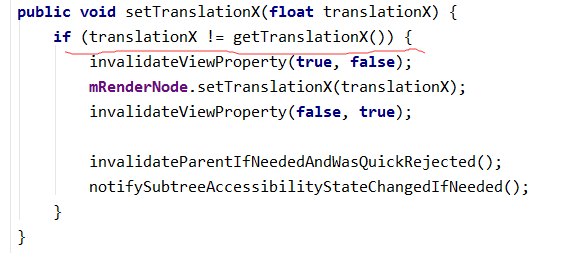 public void setTranslationX(float translationX) {
    if (translationX != getTranslationX()) {
        invalidateViewProperty(true, false);
        mRenderNode.setTranslationX(translationX);
        invalidateViewProperty(false, true);

        invalidateParentIfNeededAndWasQuickRejected();
        notifySubtreeAccessibilityStateChangedIfNeeded();
    }
}